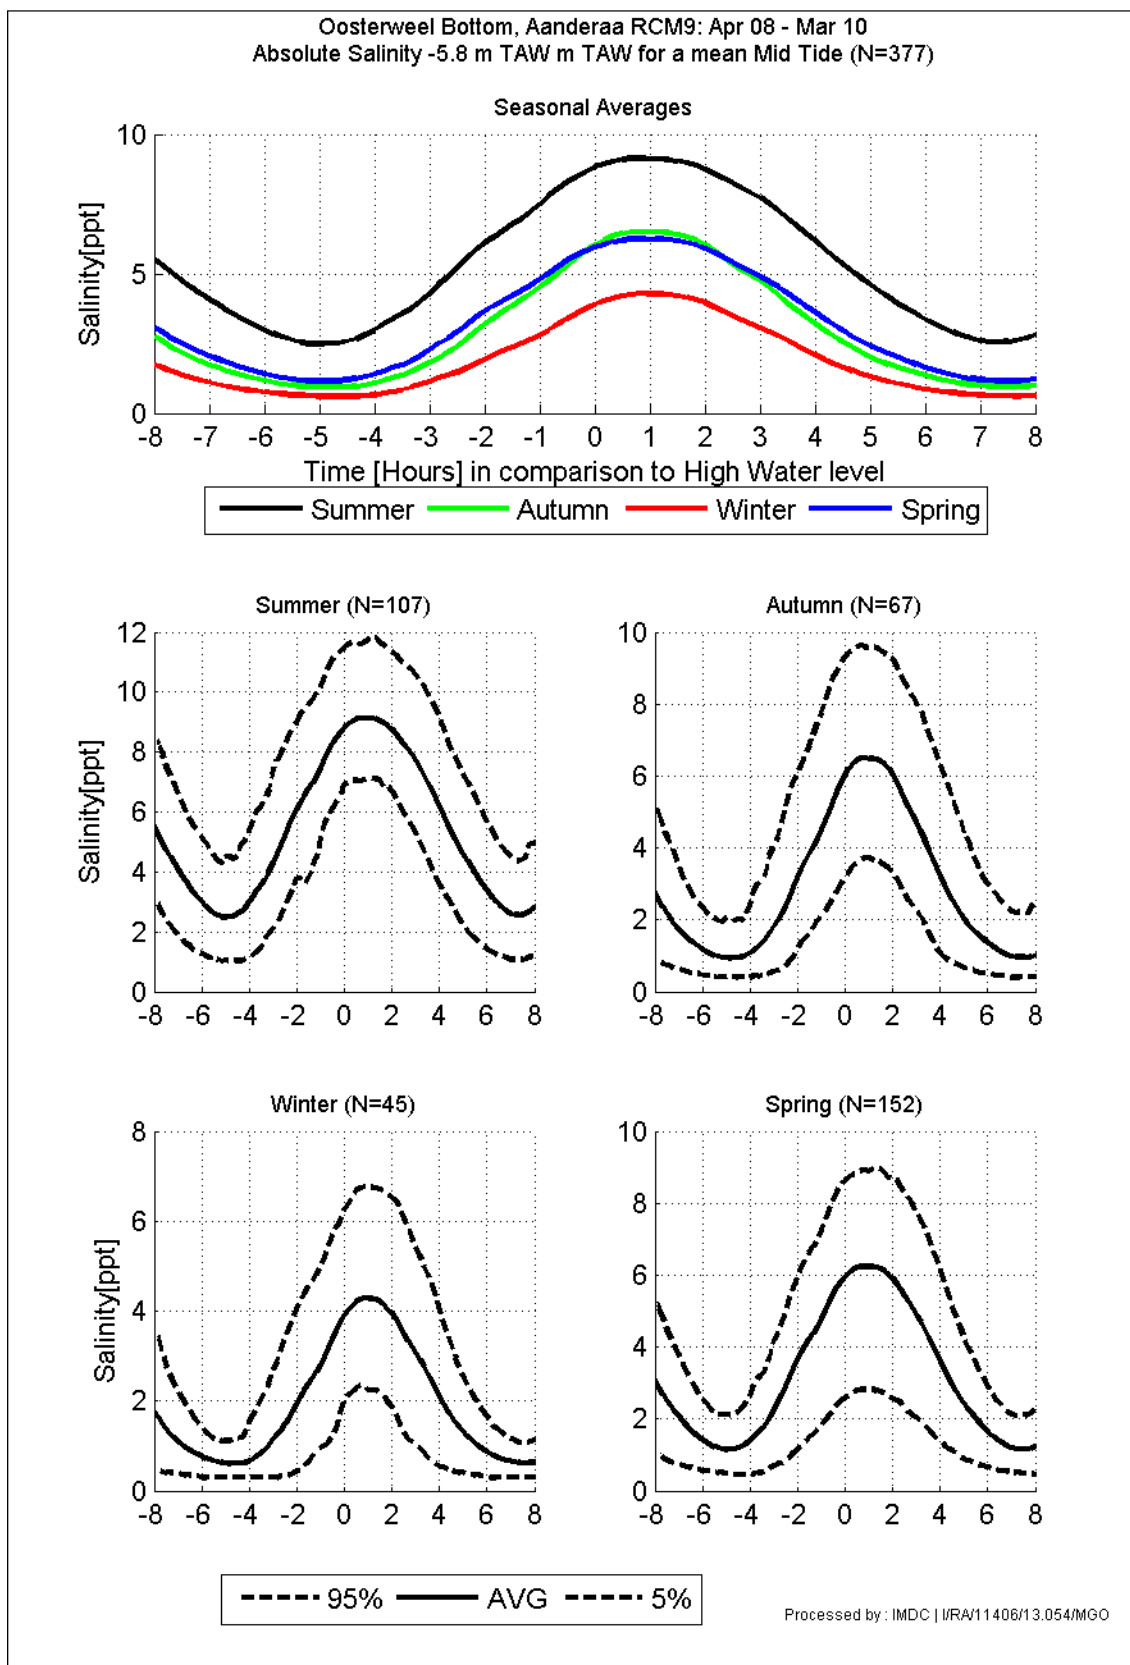 Oosterweel Bottom, Aanderaa RCM9: Apr 08 - Mar 10
Absolute Salinity -5.8 m TAW m TAW for a mean Mid Tide (N=377)
Seasonal Averages
Salinity[ppt]
10
5
0
-8 -7 -6 -5 -4 -3 -2 -1 0 1 2 3 4 5 6 7 8
Time [Hours] in comparison to High Water level
Summer Autumn Winter Spring
Summer (N=107)
Salinity[ppt]
12
10
8
6
4
2
0
-8 -6 -4 -2 0 2 4 6 8
Autumn (N=67)
10
8
6
4
2
0
-8 -6 -4 -2 0 2 4 6 8
Winter (N=45)
Salinity[ppt]
8
6
4
2
0
-8 -6 -4 -2 0 2 4 6 8
Spring (N=152)
10
8
6
4
2
0
-8 -6 -4 -2 0 2 4 6 8
95% AVG 5%
Processed by : IMDC | I/RA/11406/13.054/MGO